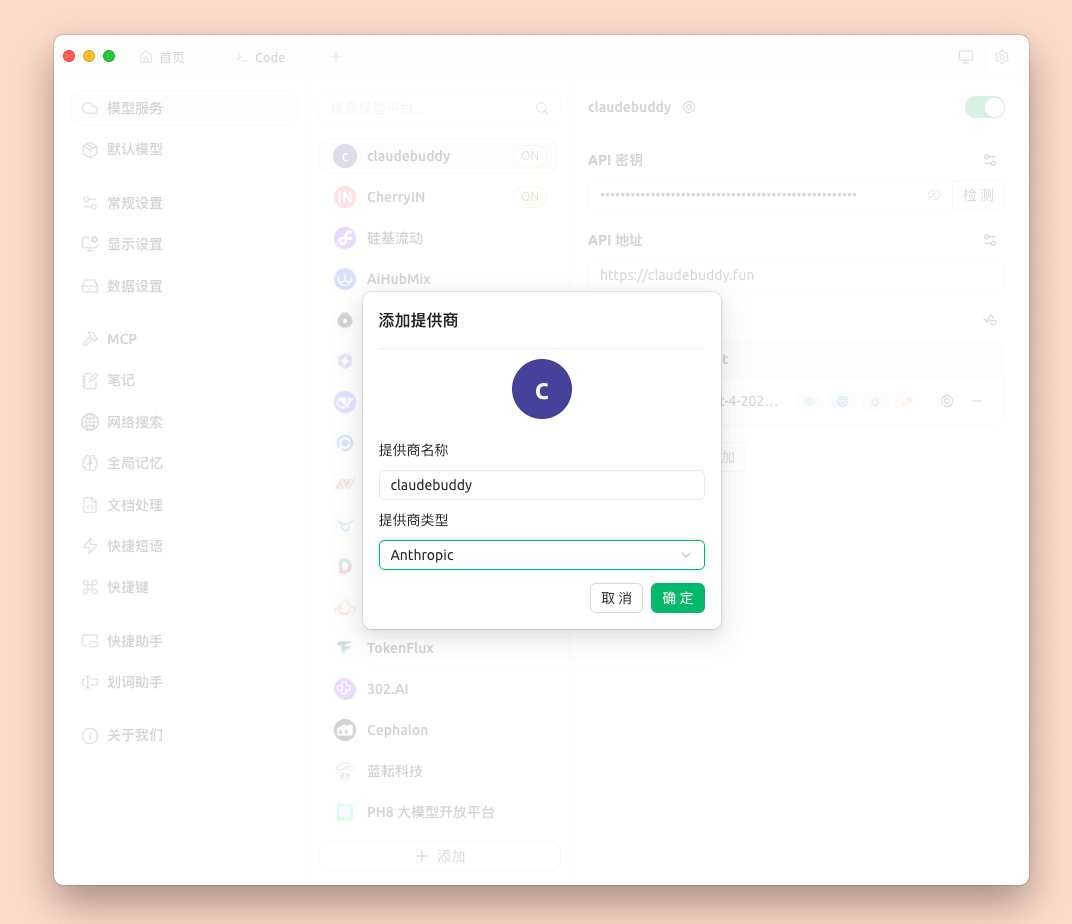 首页
Code
模型服务
默认模型
常规设置
显示设置
数据设置
MCP
笔记
网络搜索
全局记忆
文档处理
快捷短语
快捷键
快捷助手
划词助手
关于我们
搜索模型平台...
C claudebuddy ON
IN CherryIN ON
硅基流动
AiHubMix
TokenFlux
302.AI
Cephalon
蓝耘科技
PH8 大模型开放平台
添加
claudebuddy
API 密钥
检 测
API 地址
https://claudebuddy.fun
t-4-202...
加
添加提供商
C
提供商名称
claudebuddy
提供商类型
Anthropic
取 消
确 定